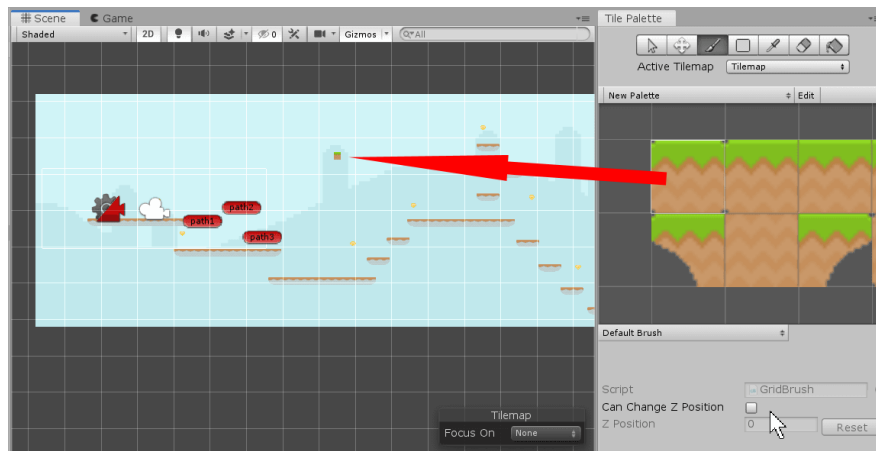 Scene Game
Shaded 2D 0 Gizmos Q▾All
path2
path1
path3
Tilemap
Focus On None
Tile Palette
Active Tilemap Tilemap
New Palette Edit
Default Brush
Script GridBrush
Can Change Z Position
Z Position 0 Reset